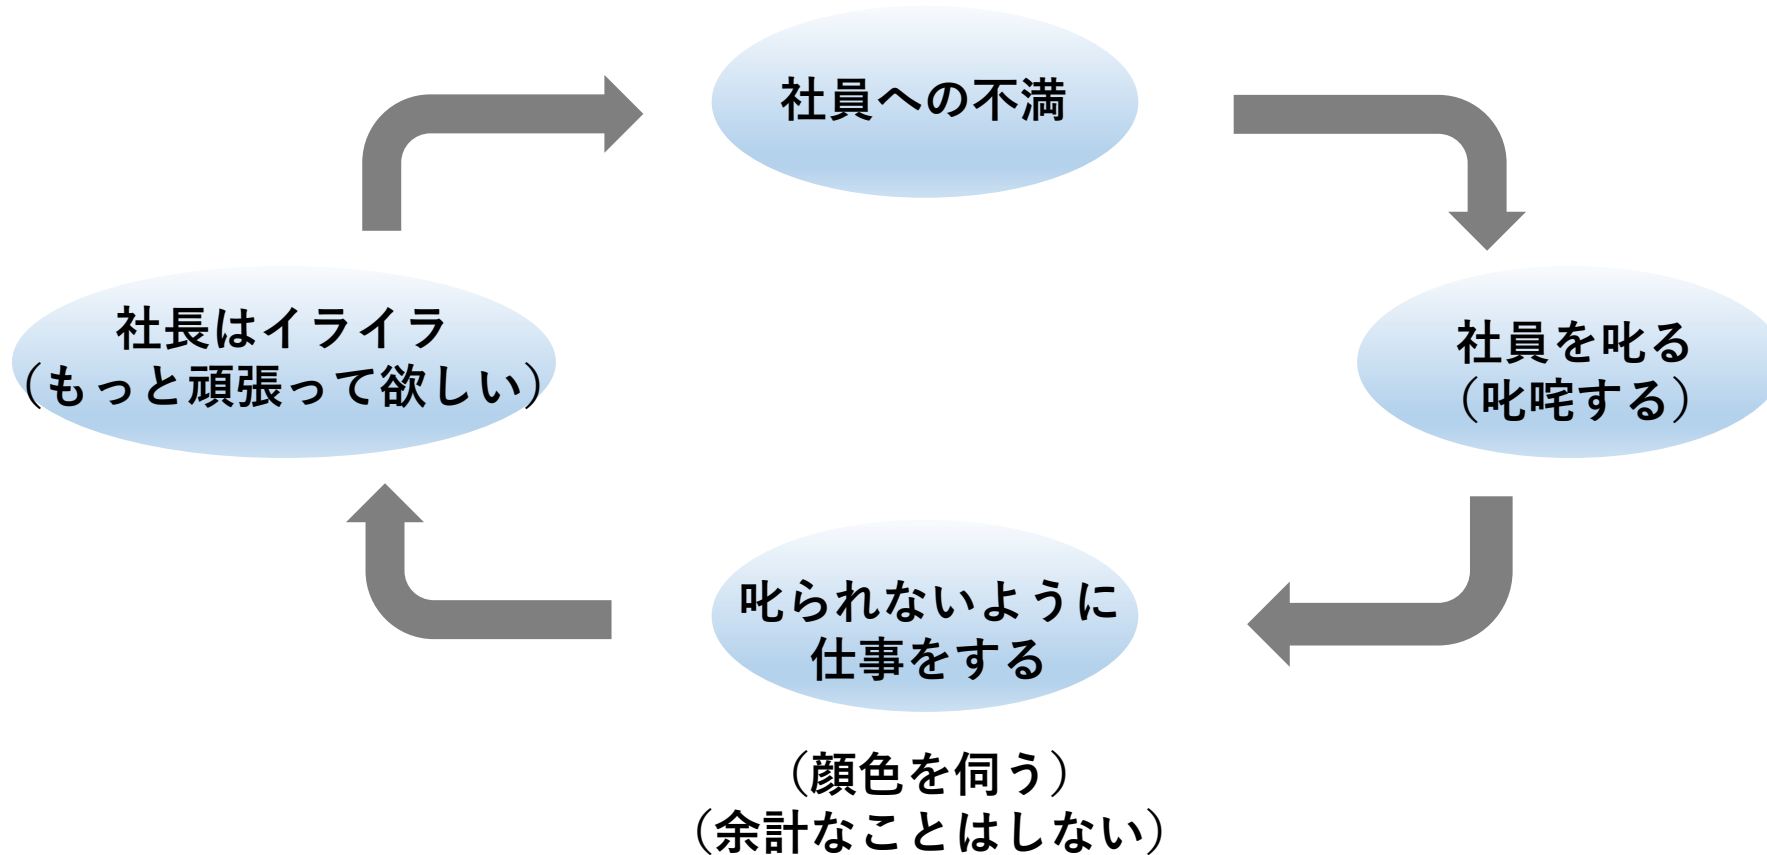 社員への不満
社長はイライラ
（もっと頑張って欲しい）
社員を叱る
（叱咤する）
叱られないように
仕事をする
（顔色を伺う）
（余計なことはしない）